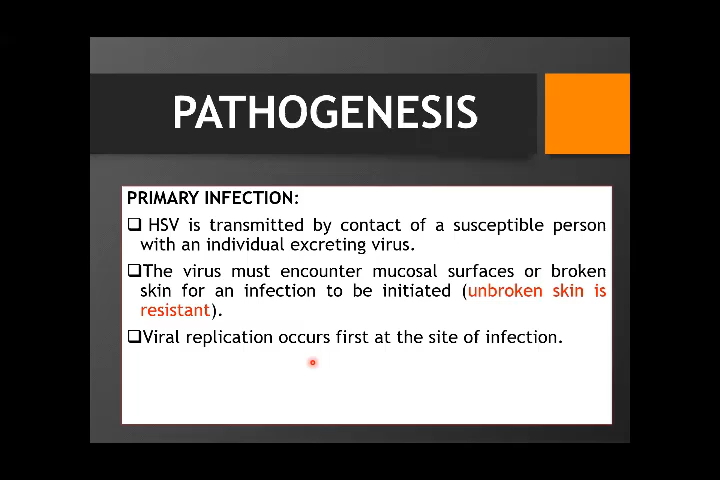 PATHOGENESIS
PRIMARY INFECTION:
❑ HSV is transmitted by contact of a susceptible person
with an individual excreting virus.
❑The virus must encounter mucosal surfaces or broken
skin for an infection to be initiated (unbroken skin is
resistant).
❑Viral replication occurs first at the site of infection.